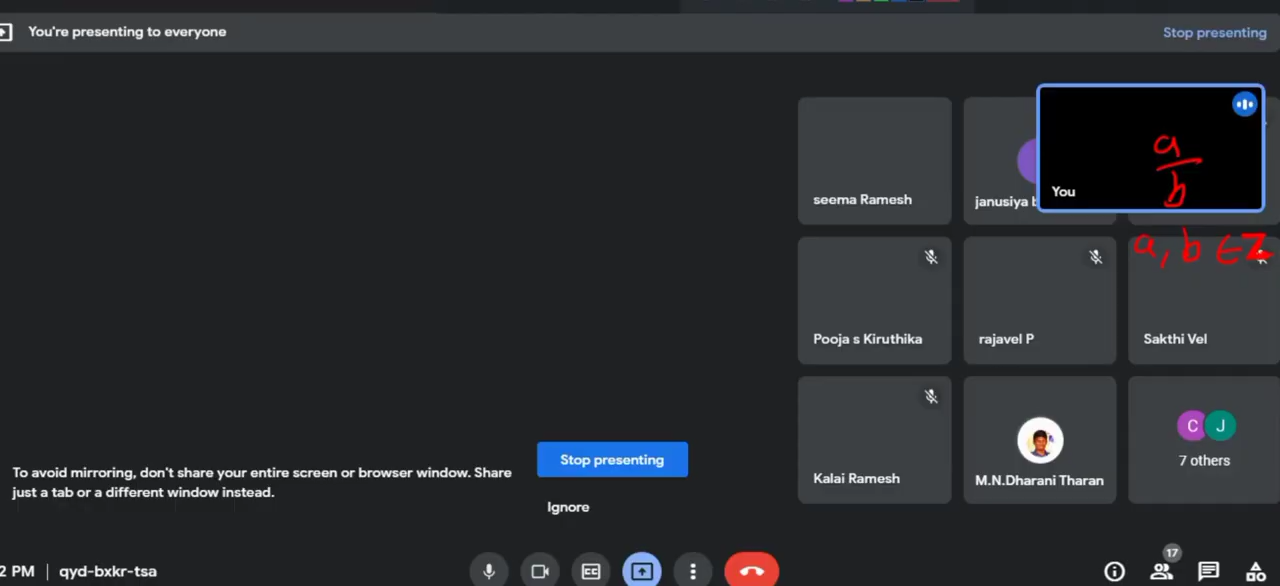 You're presenting to everyone
Stop presenting
seema Ramesh
janusiya
You
a
b
a, b ∈ Z
Pooja s Kiruthika
rajavel P
Sakthi Vel
Kalai Ramesh
M.N.Dharani Tharan
C J
7 others
To avoid mirroring, don't share your entire screen or browser window. Share
just a tab or a different window instead.
Stop presenting
Ignore
2 PM | qyd-bxkr-tsa
CC
17